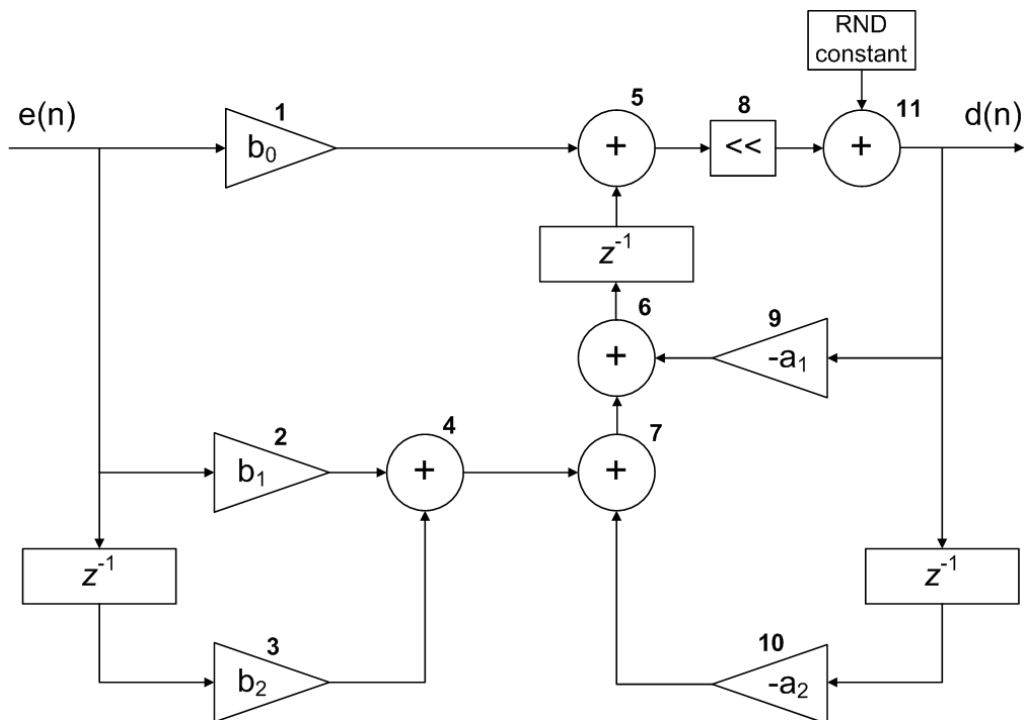 RND
constant
e(n)
1
5
8
11
d(n)
b₀
+
<<
+
z⁻¹
6
9
+
-a₁
2
4
7
b₁
+
+
z⁻¹
z⁻¹
3
10
b₂
-a₂